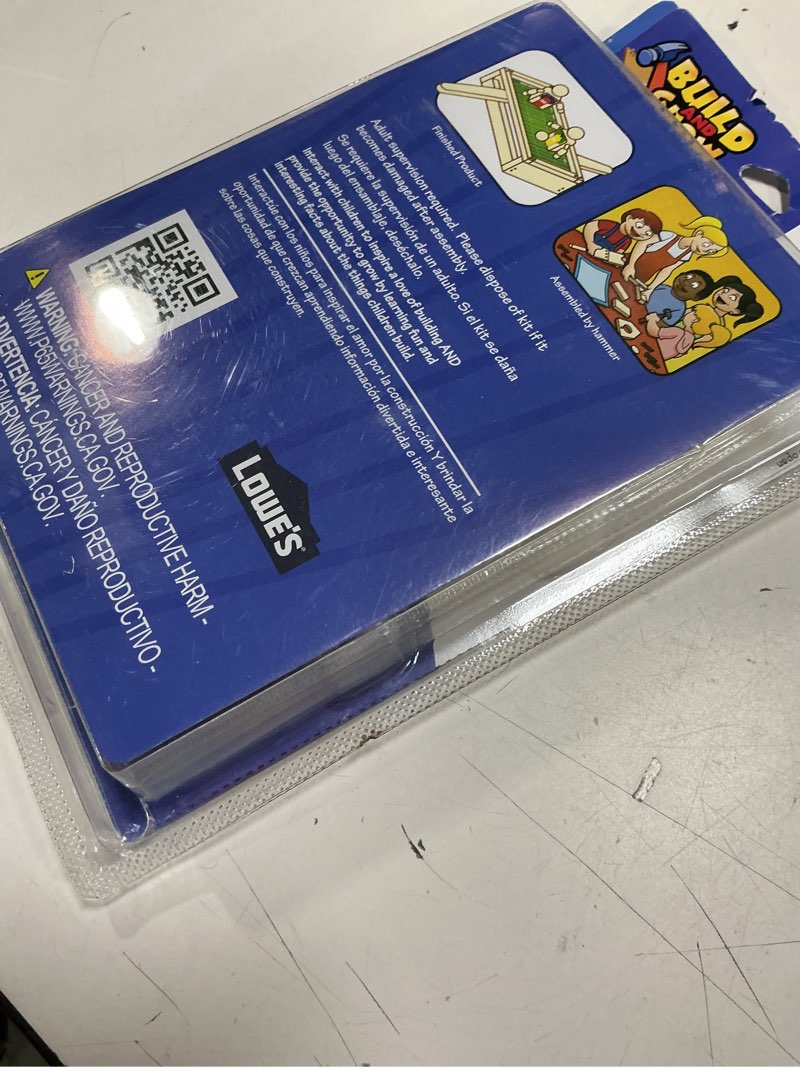 BUILD
AND
GROW
Finished Product
Assembled by hammer
Adult supervision required. Please dispose of kit if it
becomes damaged after assembly.
Se requiere la supervisión de un adulto. Si el kit se daña
luego del ensamblaje, deséchalo.
Interact with children to inspire a love of building AND
provide the opportunity to grow by learning fun and
interesting facts about the things children build.
Interactúe con los niños para inspirar el amor por la construcción Y brindar la
oportunidad de que crezcan aprendiendo información divertida e interesante
sobre las cosas que construyen.
LOWE'S
WARNING: CANCER AND REPRODUCTIVE HARM -
WWW.P65WARNINGS.CA.GOV.
ADVERTENCIA: CÁNCER Y DAÑO REPRODUCTIVO -
WARNINGS.CA.GOV.